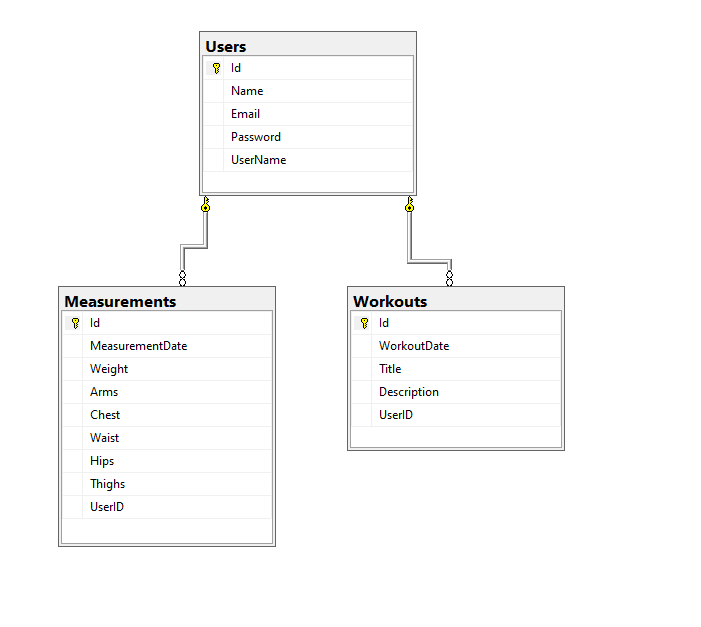 Users
Id
Name
Email
Password
UserName
Measurements
Id
MeasurementDate
Weight
Arms
Chest
Waist
Hips
Thighs
UserID
Workouts
Id
WorkoutDate
Title
Description
UserID